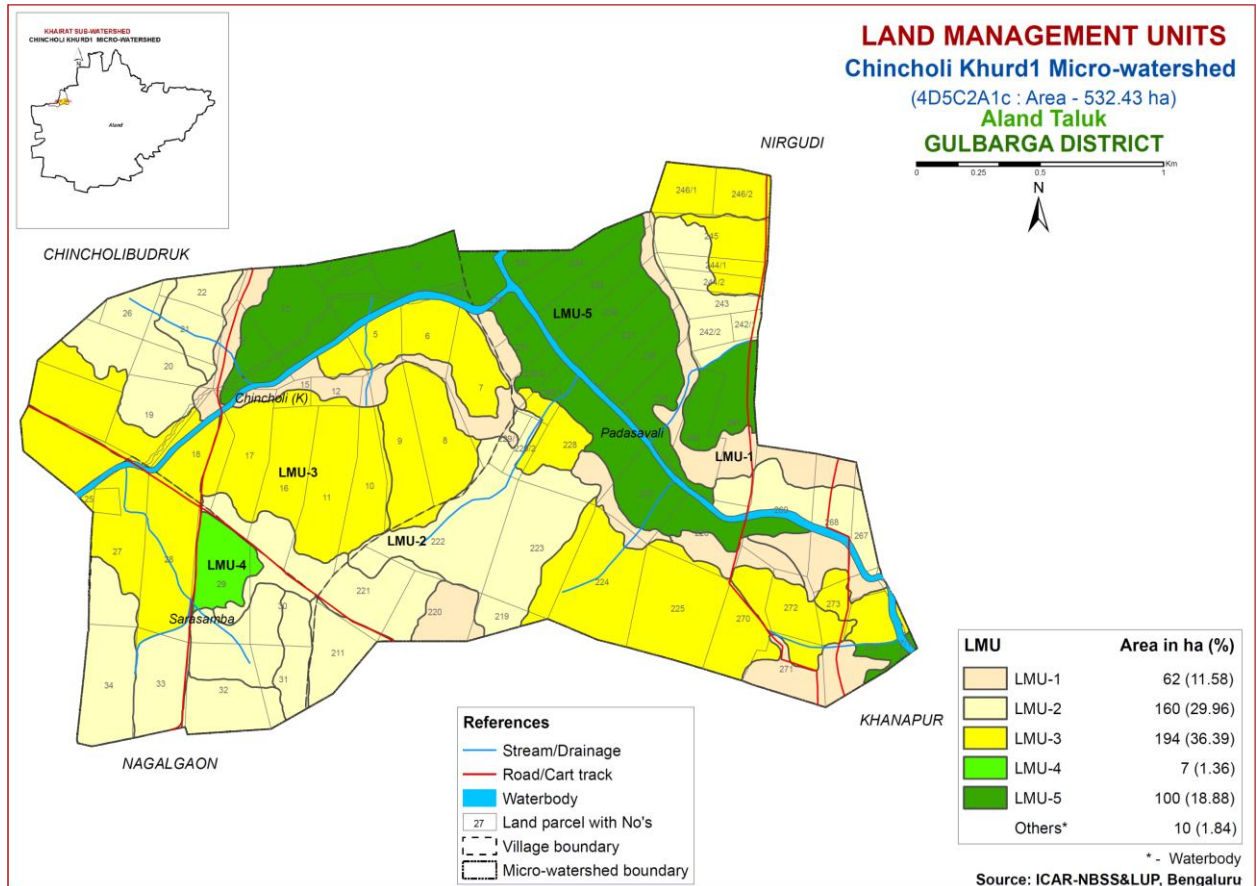 KHAIRAT SUB-WATERSHED
CHINCHOLI KHURD1 MICRO-WATERSHED
N
Aland
LAND MANAGEMENT UNITS
Chincholi Khurd1 Micro-watershed
(4D5C2A1c : Area - 532.43 ha)
Aland Taluk
GULBARGA DISTRICT
Km
0 0.25 0.5 1
N
NIRGUDI
CHINCHOLIBUDRUK
246/1 246/2
245
244/1
244/2
243
242/2
22
26
21
20
19
5
6
7
LMU-5
15
12
Chincholi (K)
18
17
LMU-3
16
11
10
9
8
228
Padasavali
LMU-1
25
27
28
LMU-4
29
LMU-2
222
223
224
225
269
268
267
221
220
219
270
272
273
271
Sarasamba
30
211
34
33
32
31
NAGALGAON
KHANAPUR
References
Stream/Drainage
Road/Cart track
Waterbody
27 Land parcel with No's
Village boundary
Micro-watershed boundary
LMU Area in ha (%)
LMU-1 62 (11.58)
LMU-2 160 (29.96)
LMU-3 194 (36.39)
LMU-4 7 (1.36)
LMU-5 100 (18.88)
Others* 10 (1.84)
* - Waterbody
Source: ICAR-NBSS&LUP, Bengaluru